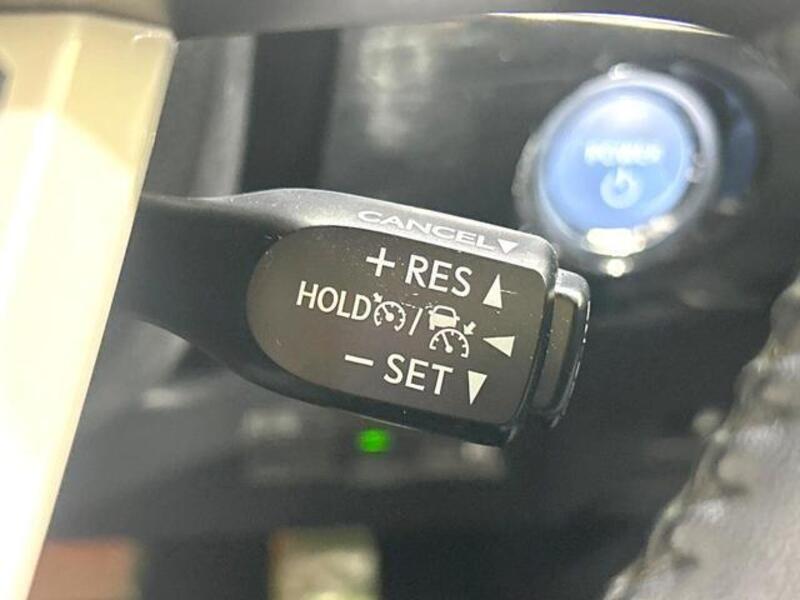 CANCEL▼
+ RES ▲
HOLD / ◀
− SET ▼
POWER